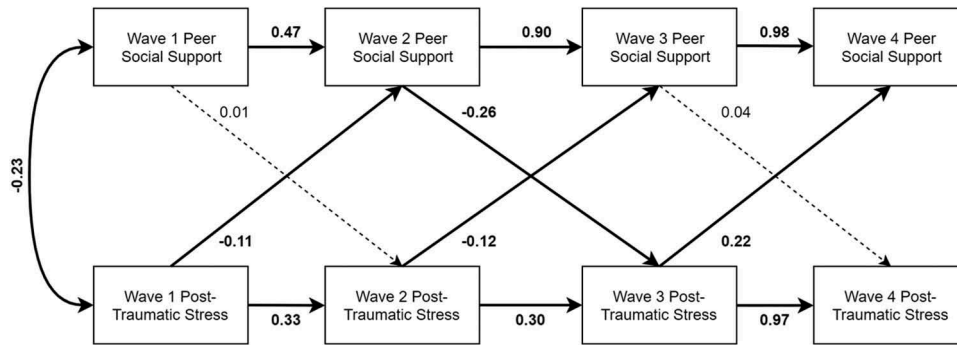 Wave 1 Peer
Social Support
0.47
Wave 2 Peer
Social Support
0.90
Wave 3 Peer
Social Support
0.98
Wave 4 Peer
Social Support
0.01
-0.26
0.04
-0.23
-0.11
-0.12
0.22
Wave 1 Post-
Traumatic Stress
0.33
Wave 2 Post-
Traumatic Stress
0.30
Wave 3 Post-
Traumatic Stress
0.97
Wave 4 Post-
Traumatic Stress